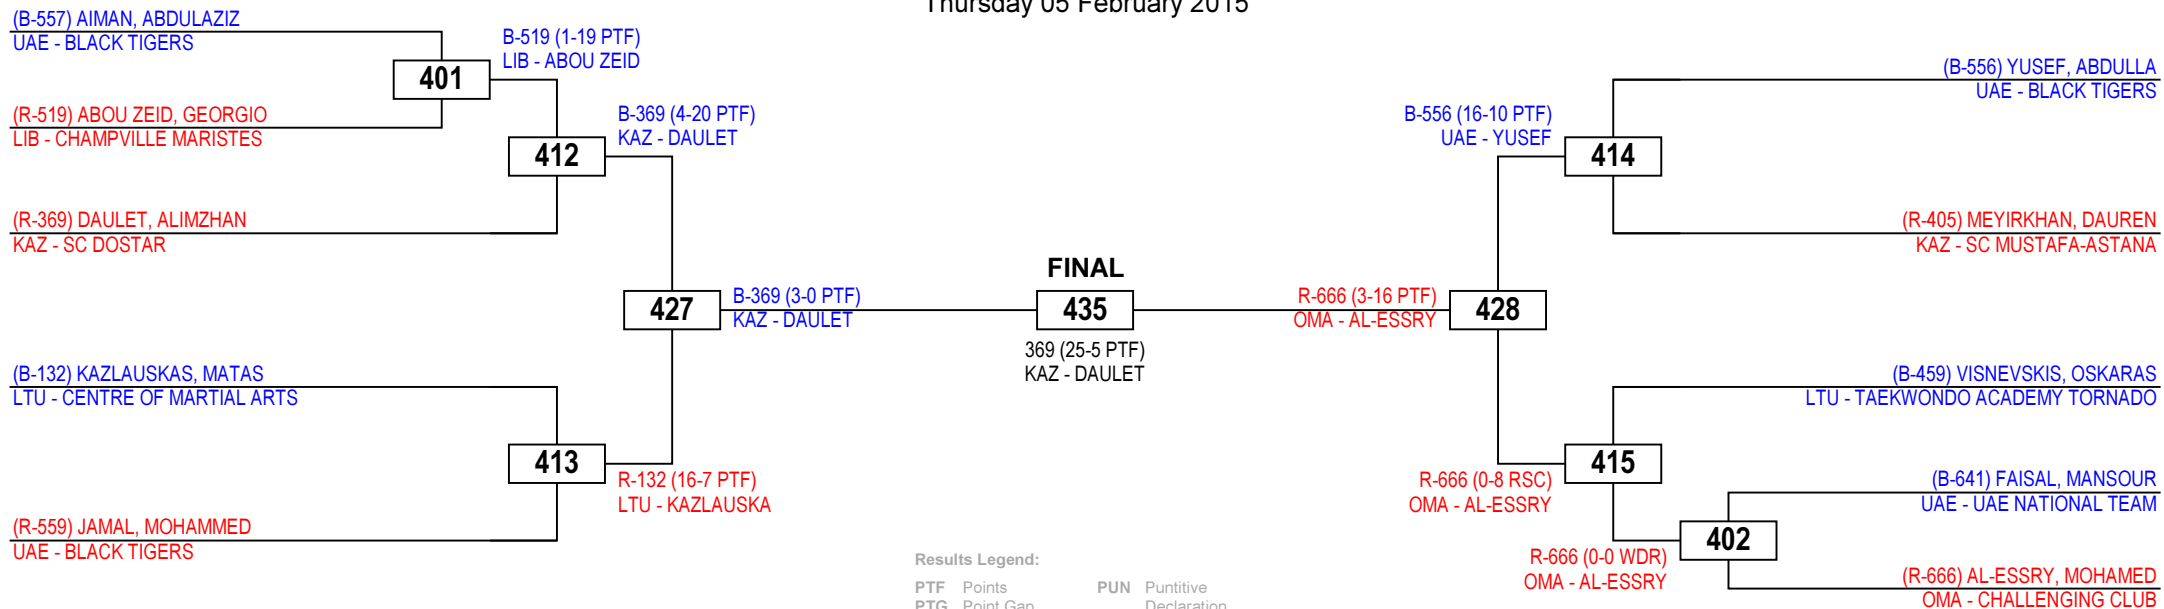 Thursday 05 February 2015
(B-557) AIMAN, ABDULAZIZ
UAE - BLACK TIGERS
401
B-519 (1-19 PTF)
LIB - ABOU ZEID
(R-519) ABOU ZEID, GEORGIO
LIB - CHAMPVILLE MARISTES
412
B-369 (4-20 PTF)
KAZ - DAULET
(R-369) DAULET, ALIMZHAN
KAZ - SC DOSTAR
427
B-369 (3-0 PTF)
KAZ - DAULET
(B-132) KAZLAUSKAS, MATAS
LTU - CENTRE OF MARTIAL ARTS
413
R-132 (16-7 PTF)
LTU - KAZLAUSKA
(R-559) JAMAL, MOHAMMED
UAE - BLACK TIGERS
FINAL
435
369 (25-5 PTF)
KAZ - DAULET
(B-556) YUSEF, ABDULLA
UAE - BLACK TIGERS
B-556 (16-10 PTF)
UAE - YUSEF
414
(R-405) MEYIRKHAN, DAUREN
KAZ - SC MUSTAFA-ASTANA
R-666 (3-16 PTF)
OMA - AL-ESSRY
428
(B-459) VISNEVSKIS, OSKARAS
LTU - TAEKWONDO ACADEMY TORNADO
415
R-666 (0-8 RSC)
OMA - AL-ESSRY
(B-641) FAISAL, MANSOUR
UAE - UAE NATIONAL TEAM
402
R-666 (0-0 WDR)
OMA - AL-ESSRY
(R-666) AL-ESSRY, MOHAMED
OMA - CHALLENGING CLUB
Results Legend:
PTF Points PUN Puntitive
PTG Point Gap Declaration